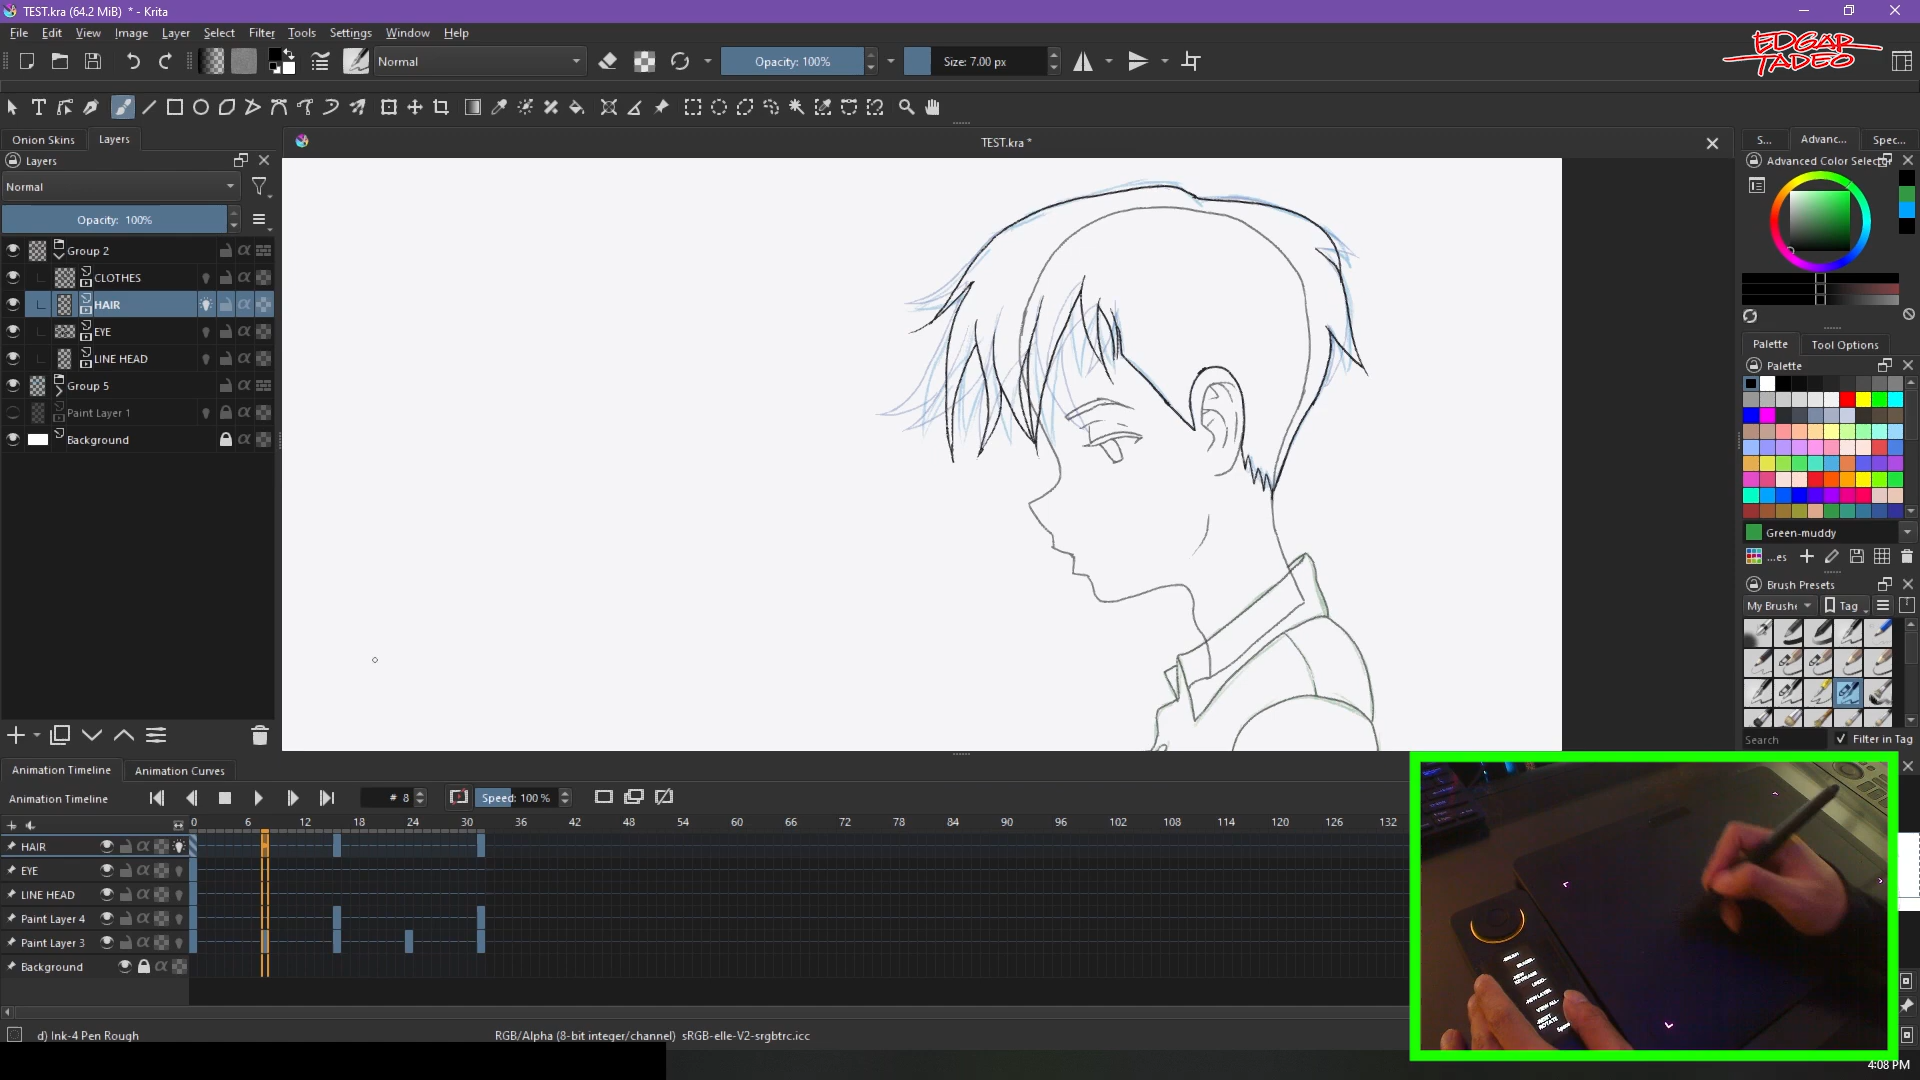 TEST.kra (64.2 MiB)  * - Krita
File Edit View Image Layer Select Filter Tools Settings Window Help
EDGAR
TADEO
Normal
Opacity: 100%
Size: 7.00 px
Onion Skins Layers
TEST.kra *
S... Advanc... Spec...
Layers
Advanced Color Selector
Normal
Opacity: 100%
Group 2
CLOTHES
HAIR
EYE
LINE HEAD
Group 5
Paint Layer 1
Background
Palette Tool Options
Palette
Green-muddy
...es
Brush Presets
My Brushe Tag
Search Filter in Tag
Animation Timeline Animation Curves
Animation Timeline # 8 Speed: 100 %
0 6 12 18 24 30 36 42 48 54 60 66 72 78 84 90 96 102 108 114 120 126 132
HAIR
EYE
LINE HEAD
Paint Layer 4
Paint Layer 3
Background
d) Ink-4 Pen Rough
RGB/Alpha (8-bit integer/channel)  sRGB-elle-V2-srgbtrc.icc
4:08 PM